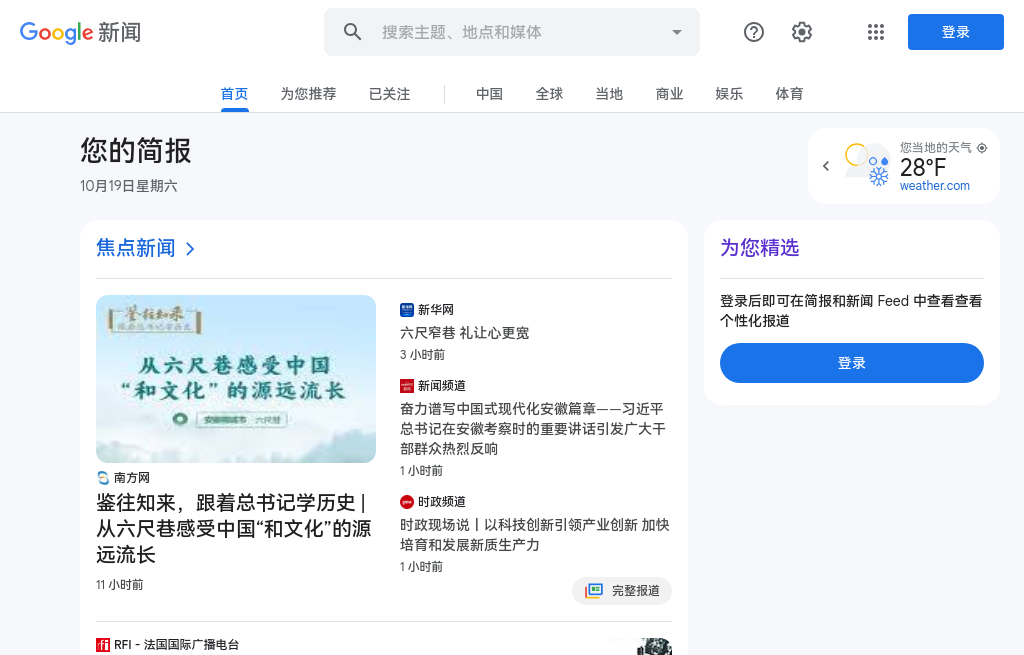 Google 新闻
搜索主题、地点和媒体
登录
首页
为您推荐
已关注
中国
全球
当地
商业
娱乐
体育
您的简报
10月19日星期六
您当地的天气
28°F
weather.com
焦点新闻
鉴往知来
跟着总书记学历史
从六尺巷感受中国
“和文化”的源远流长
南方网
鉴往知来，跟着总书记学历史 |
从六尺巷感受中国“和文化”的源
远流长
11 小时前
新华网
六尺窄巷 礼让心更宽
3 小时前
新闻频道
奋力谱写中国式现代化安徽篇章——习近平
总书记在安徽考察时的重要讲话引发广大干
部群众热烈反响
1 小时前
时政频道
时政现场说丨以科技创新引领产业创新 加快
培育和发展新质生产力
1 小时前
完整报道
RFI - 法国国际广播电台
为您精选
登录后即可在简报和新闻 Feed 中查看查看
个性化报道
登录